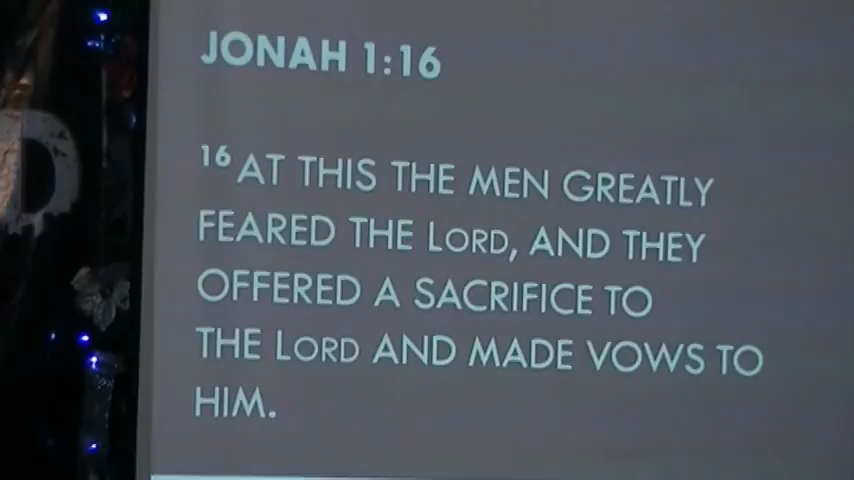 JONAH 1:16
16 AT THIS THE MEN GREATLY
FEARED THE LORD, AND THEY
OFFERED A SACRIFICE TO
THE LORD AND MADE VOWS TO
HIM.
D